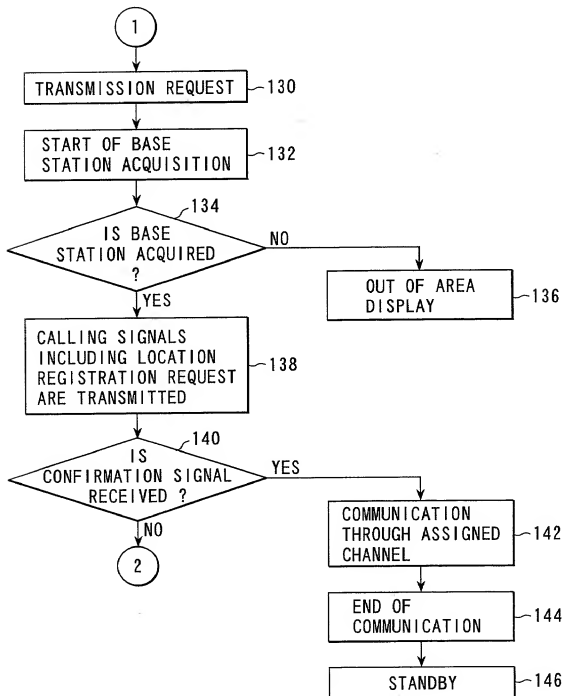 1
TRANSMISSION REQUEST 130
START OF BASE
STATION ACQUISITION 132
134
IS BASE
STATION ACQUIRED
?
NO
YES
OUT OF AREA
DISPLAY 136
CALLING SIGNALS
INCLUDING LOCATION
REGISTRATION REQUEST
ARE TRANSMITTED 138
140
IS
CONFIRMATION SIGNAL
RECEIVED ?
YES
NO
2
COMMUNICATION
THROUGH ASSIGNED
CHANNEL 142
END OF
COMMUNICATION 144
STANDBY 146